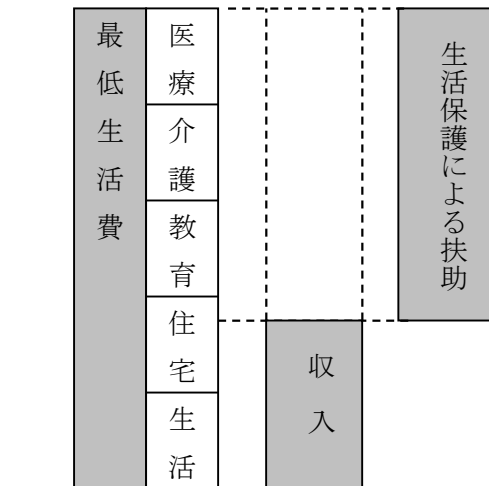 最低生活費
医療
介護
教育
住宅
生活
収入
生活保護による扶助